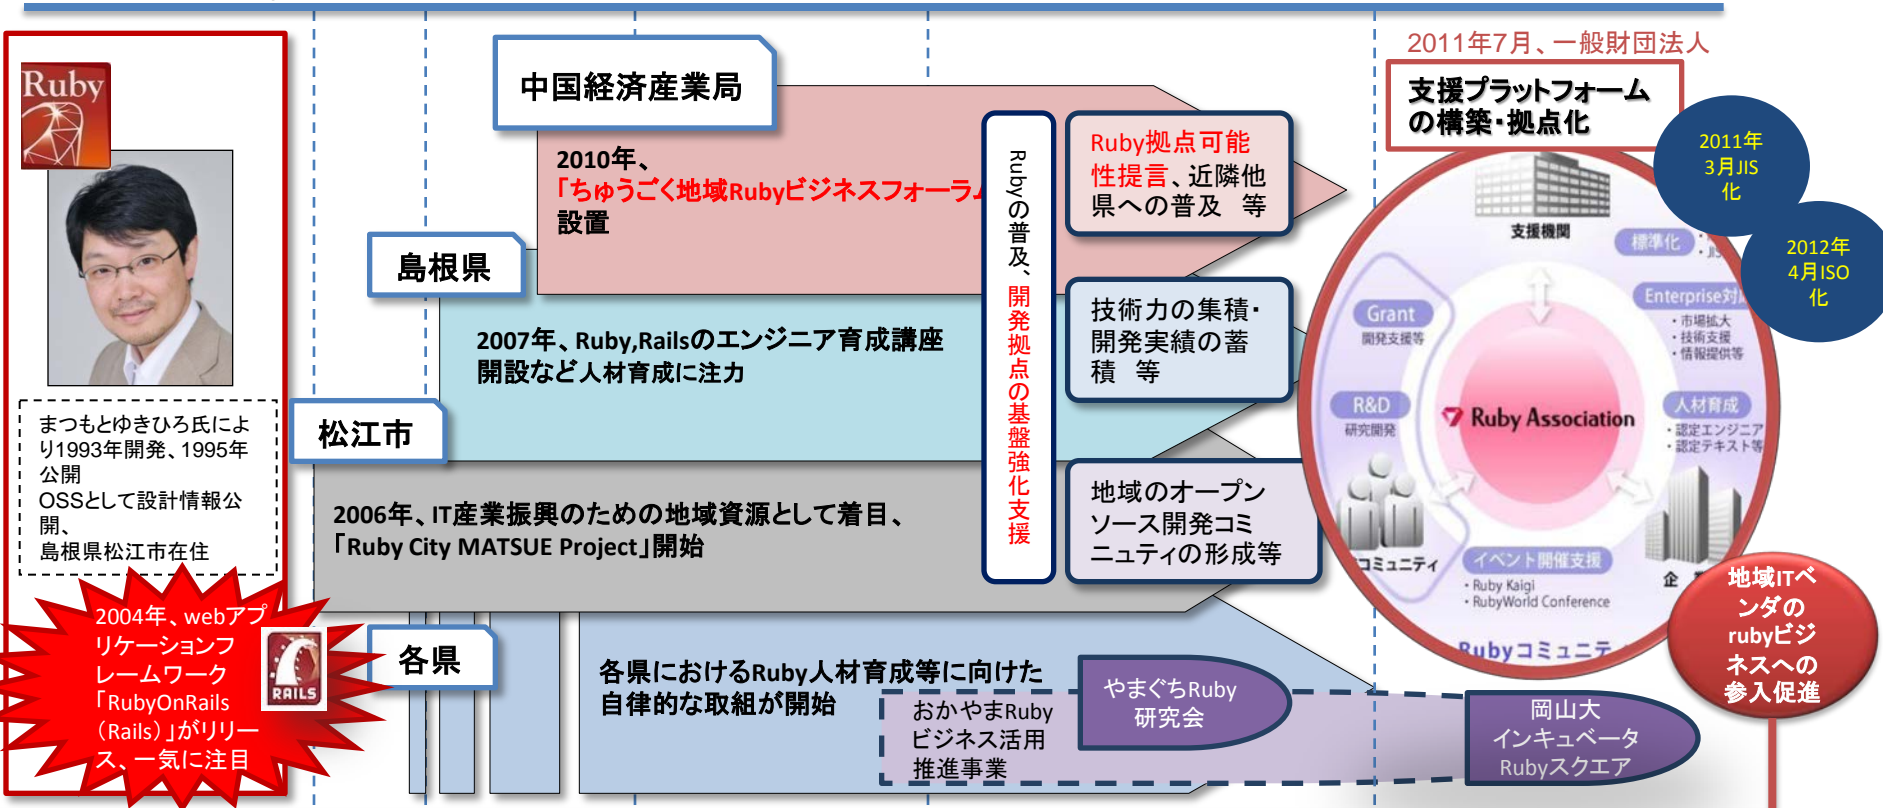 Ruby
まつもとゆきひろ氏によ
り1993年開発、1995年
公開
OSSとして設計情報公
開、
島根県松江市在住
2004年、webアプ
リケーションフ
レームワーク
「RubyOnRails
（Rails）」がリリー
ス、一気に注目
RAILS
中国経済産業局
2010年、
「ちゅうごく地域Rubyビジネスフォーラム
設置
島根県
2007年、Ruby,Railsのエンジニア育成講座
開設など人材育成に注力
松江市
2006年、IT産業振興のための地域資源として着目、
「Ruby City MATSUE Project」開始
各県
各県におけるRuby人材育成等に向けた
自律的な取組が開始
おかやまRuby
ビジネス活用
推進事業
やまぐちRuby
研究会
岡山大
インキュベータ
Rubyスクエア
Rubyの普及、開発拠点の基盤強化支援
Ruby拠点可能
性提言、近隣他
県への普及　等
技術力の集積・
開発実績の蓄
積　等
地域のオープン
ソース開発コミ
ニュティの形成等
2011年7月、一般財団法人
支援プラットフォーム
の構築・拠点化
2011年
3月JIS
化
2012年
4月ISO
化
支援機関
標準化
・JIS
Grant
開発支援等
Enterprise対
・市場拡大
・技術支援
・情報提供等
R&D
研究開発
Ruby Association
人材育成
・認定エンジニア
・認定テキスト等
コミュニティ
イベント開催支援
・Ruby Kaigi
・RubyWorld Conference
企
Rubyコミュニテ
地域ITベ
ンダの
rubyビジ
ネスへの
参入促進